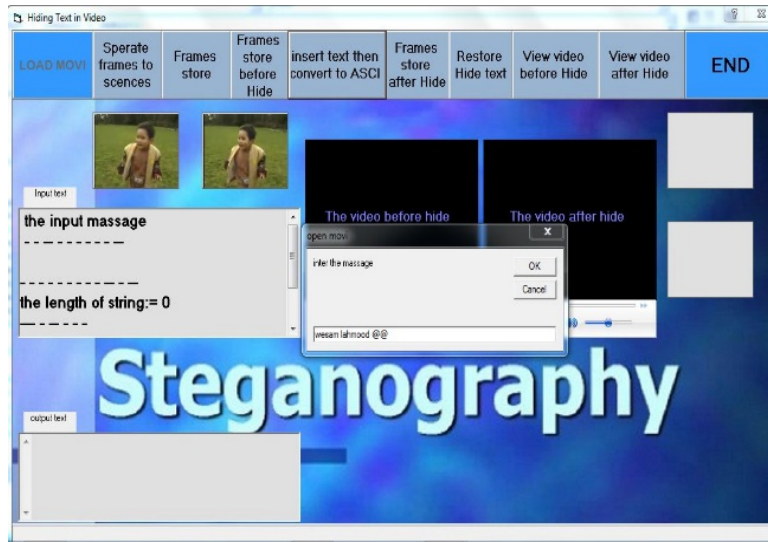 Hiding Text in Video
LOAD MOVI
Sperate
frames to
scences
Frames
store
Frames
store
before
Hide
insert text then
convert to ASCI
Frames
store
after Hide
Restore
Hide text
View video
before Hide
View video
after Hide
END
Input text
the input massage
the length of string:= 0
The video before hide
The video after hide
open movi
inter the massage
OK
Cancel
wesam lahmood @@
Steganography
output text